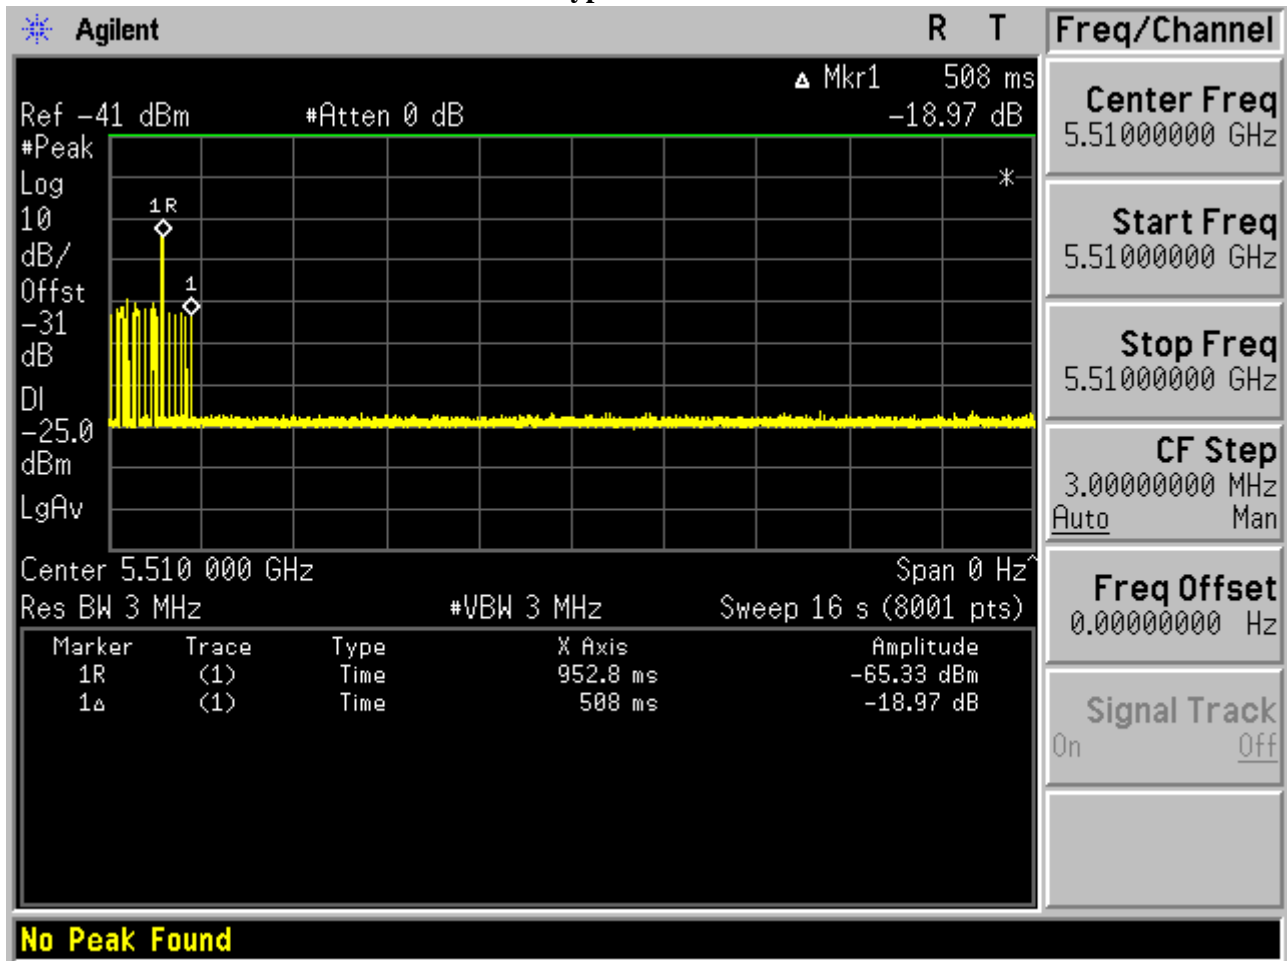 Agilent R T Freq/Channel
Δ Mkr1 508 ms
Ref -41 dBm #Atten 0 dB -18.97 dB
#Peak
Log
10
dB/
Offst
-31
dB
DI
-25.0
dBm
LgAv
1R
1
*
Center 5.510 000 GHz Span 0 Hz^
Res BW 3 MHz #VBW 3 MHz Sweep 16 s (8001 pts)
Marker Trace Type X Axis Amplitude
1R (1) Time 952.8 ms -65.33 dBm
1Δ (1) Time 508 ms -18.97 dB
Center Freq
5.51000000 GHz
Start Freq
5.51000000 GHz
Stop Freq
5.51000000 GHz
CF Step
3.00000000 MHz
Auto Man
Freq Offset
0.00000000 Hz
Signal Track
On Off
No Peak Found